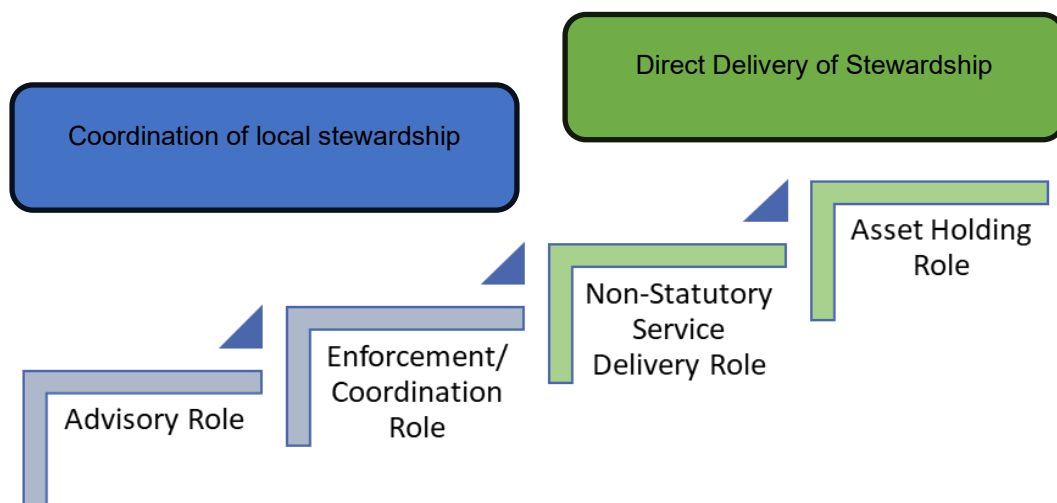 Direct Delivery of Stewardship
Coordination of local stewardship
Asset Holding
Role
Non-Statutory
Service
Delivery Role
Enforcement/
Coordination
Role
Advisory Role